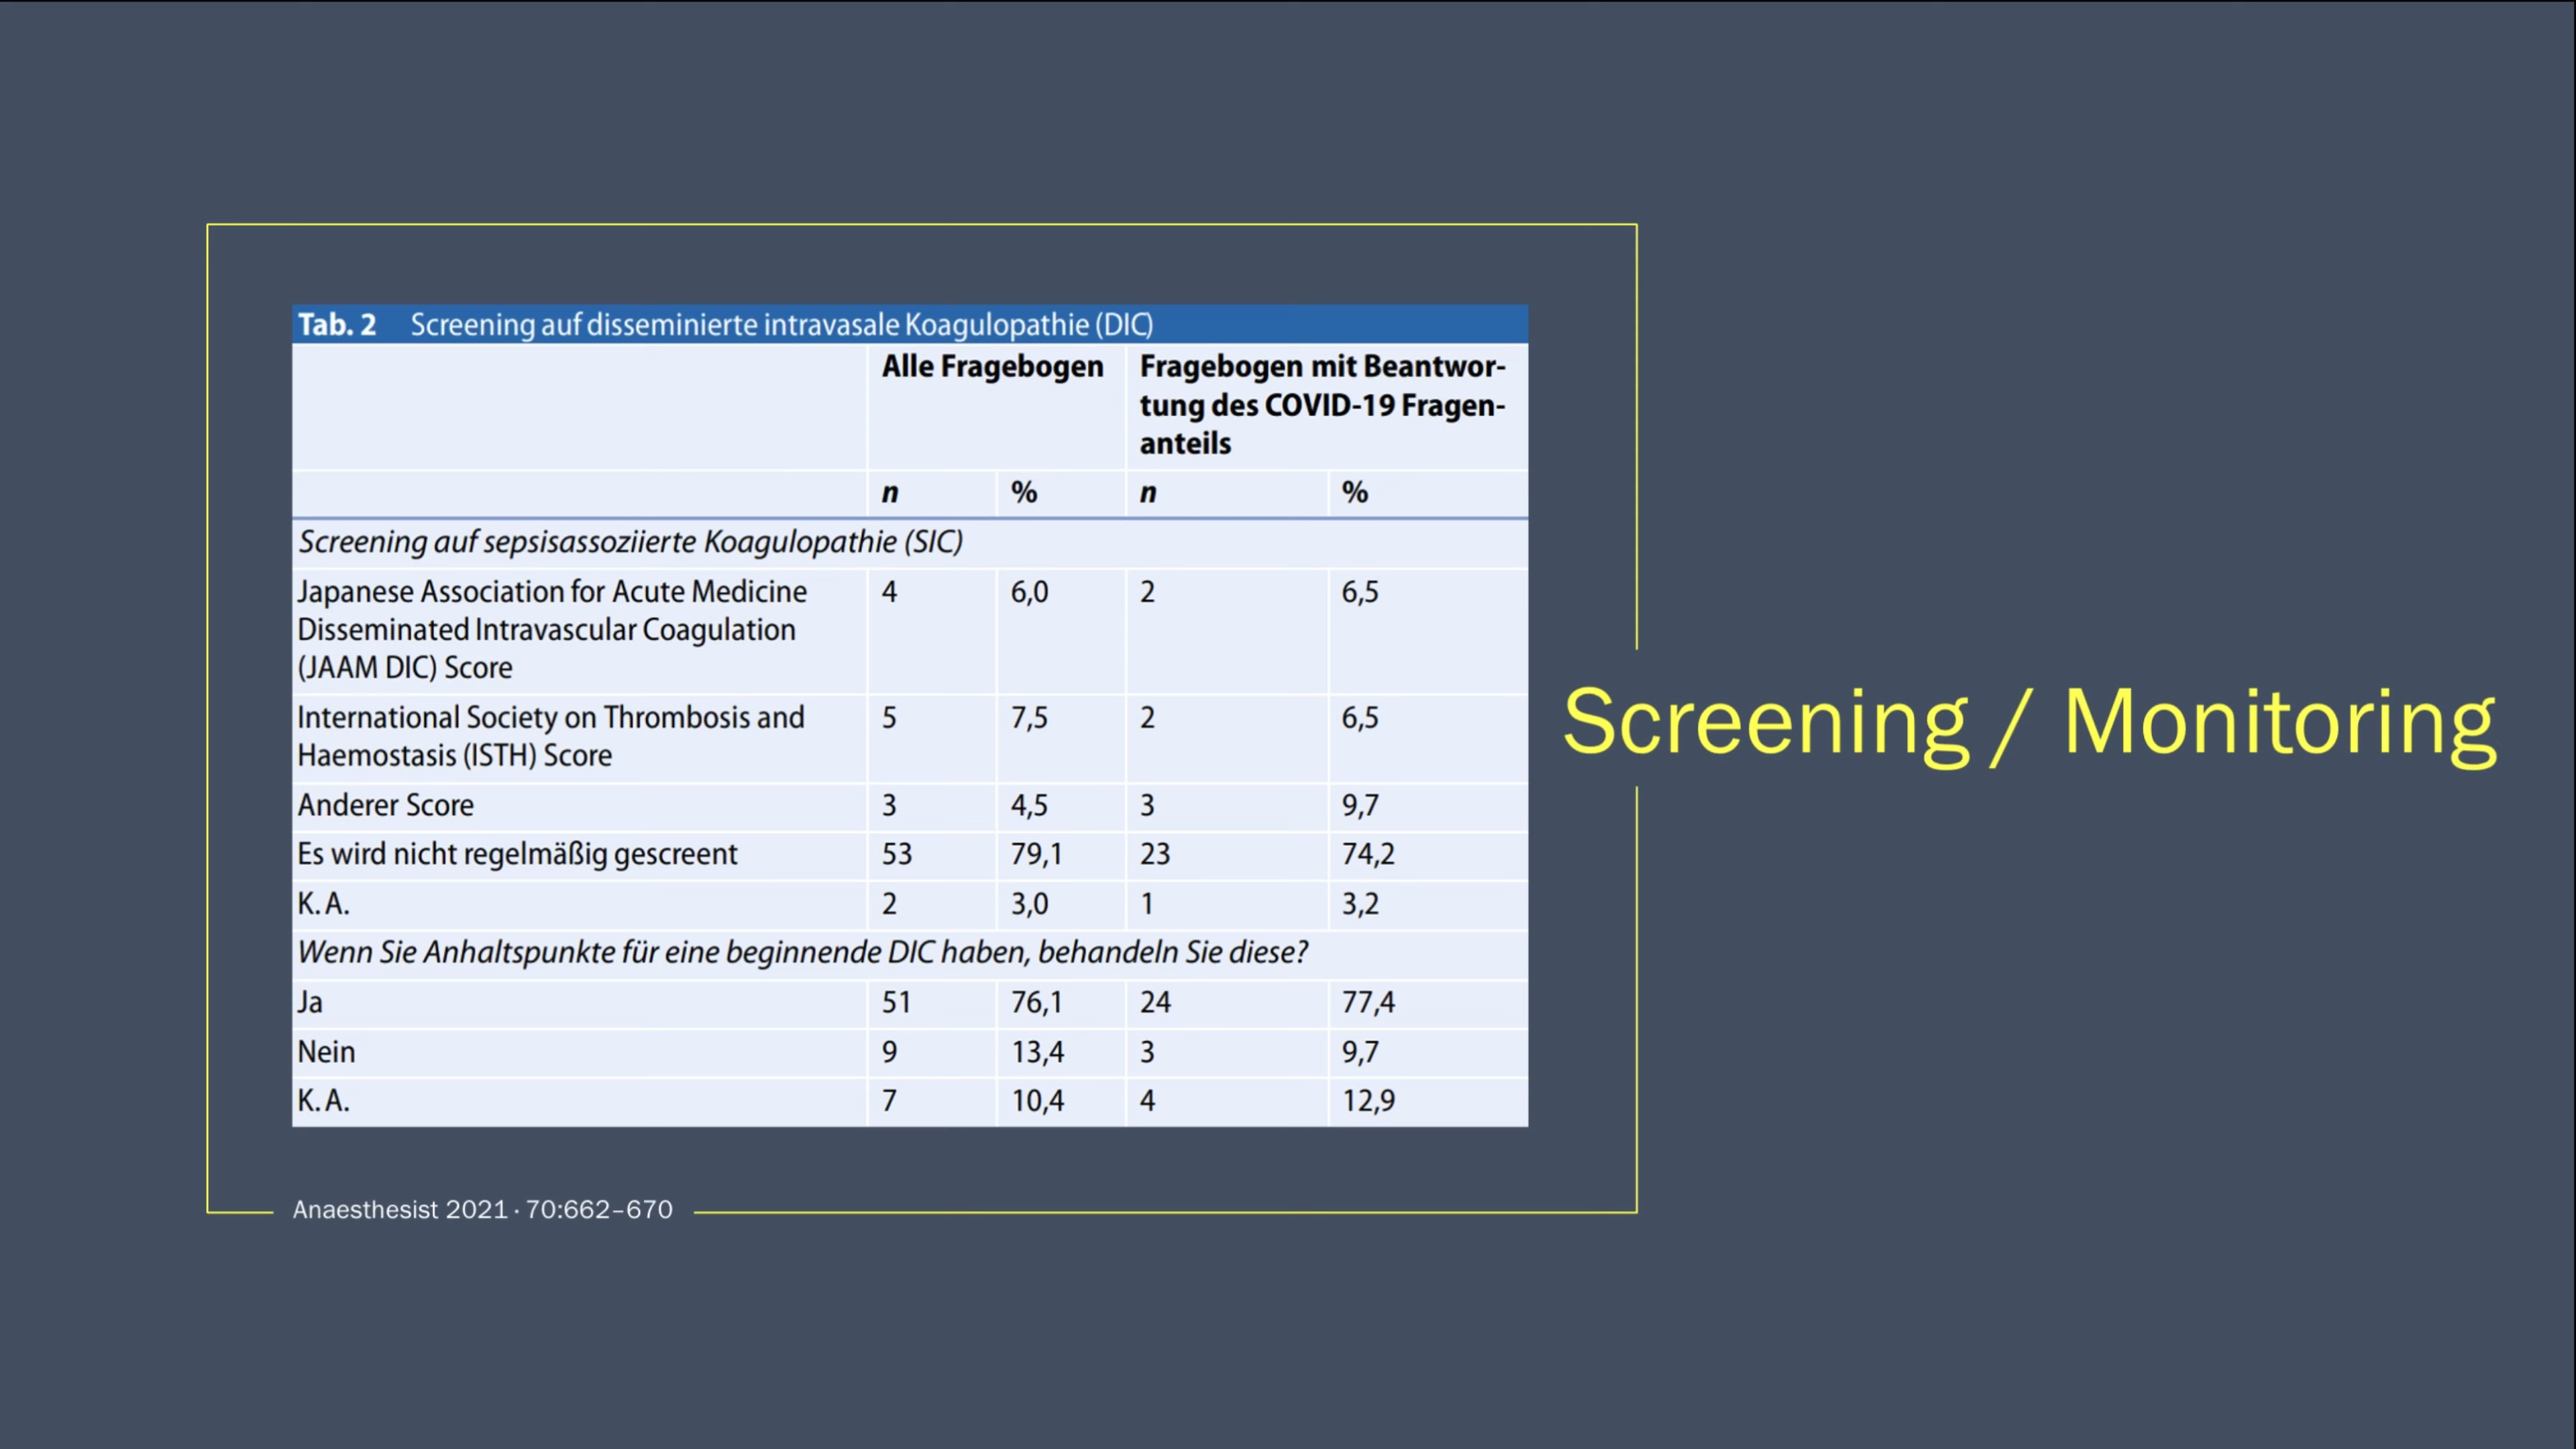 Tab. 2 Screening auf disseminierte intravasale Koagulopathie (DIC)
Alle Fragebogen
Fragebogen mit Beantwor-
tung des COVID-19 Fragen-
anteils
n % n %
Screening auf sepsisassoziierte Koagulopathie (SIC)
Japanese Association for Acute Medicine 4 6,0 2 6,5
Disseminated Intravascular Coagulation
(JAAM DIC) Score
International Society on Thrombosis and 5 7,5 2 6,5
Haemostasis (ISTH) Score
Anderer Score 3 4,5 3 9,7
Es wird nicht regelmäßig gescreent 53 79,1 23 74,2
K. A. 2 3,0 1 3,2
Wenn Sie Anhaltspunkte für eine beginnende DIC haben, behandeln Sie diese?
Ja 51 76,1 24 77,4
Nein 9 13,4 3 9,7
K. A. 7 10,4 4 12,9
Anaesthesist 2021 · 70:662–670
Screening / Monitoring